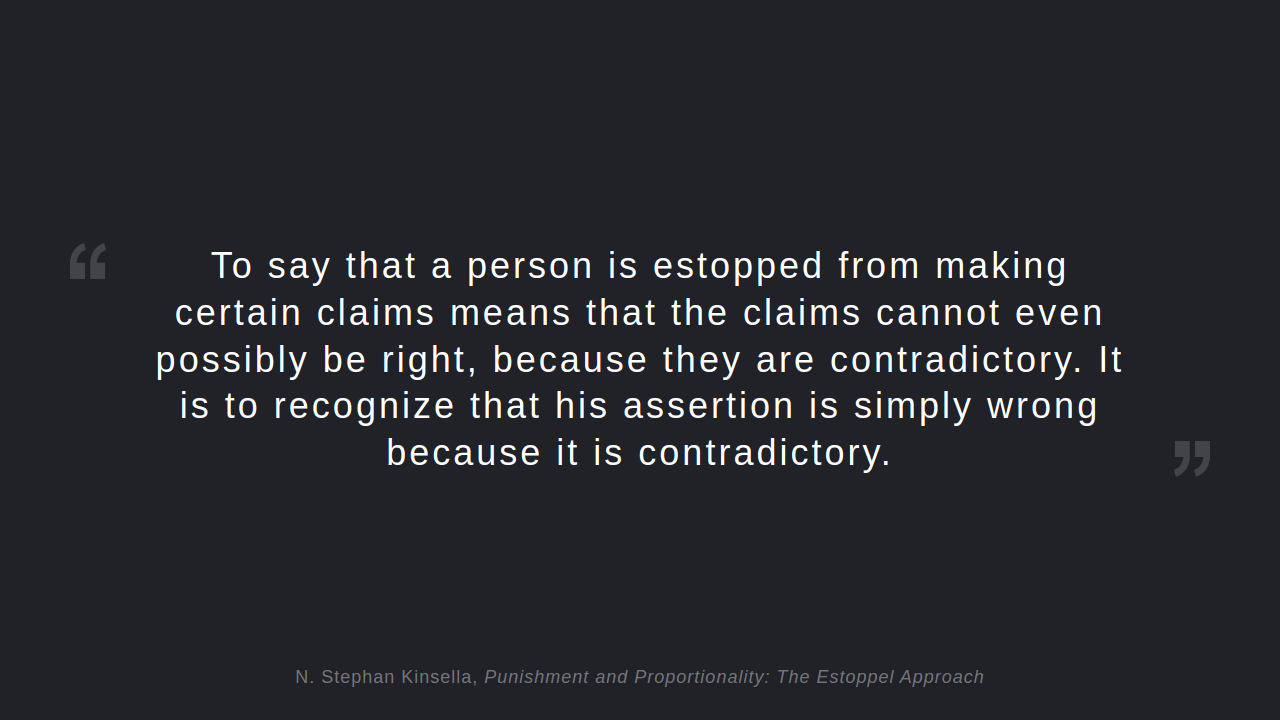 “ To say that a person is estopped from making
certain claims means that the claims cannot even
possibly be right, because they are contradictory. It
is to recognize that his assertion is simply wrong
because it is contradictory. ”
N. Stephan Kinsella, Punishment and Proportionality: The Estoppel Approach